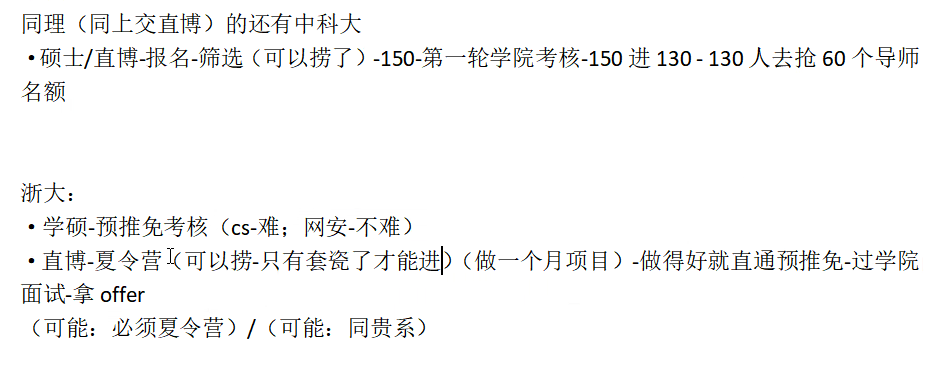 同理（同上交直博）的还有中科大
·硕士/直博-报名-筛选（可以捞了）-150-第一轮学院考核-150 进 130 - 130 人去抢 60 个导师
名额
浙大：
·学硕-预推免考核（cs-难；网安-不难）
·直博-夏令营（可以捞-只有套瓷了才能进）（做一个月项目）-做得好就直通预推免-过学院
面试-拿 offer
（可能：必须夏令营）/（可能：同贵系）